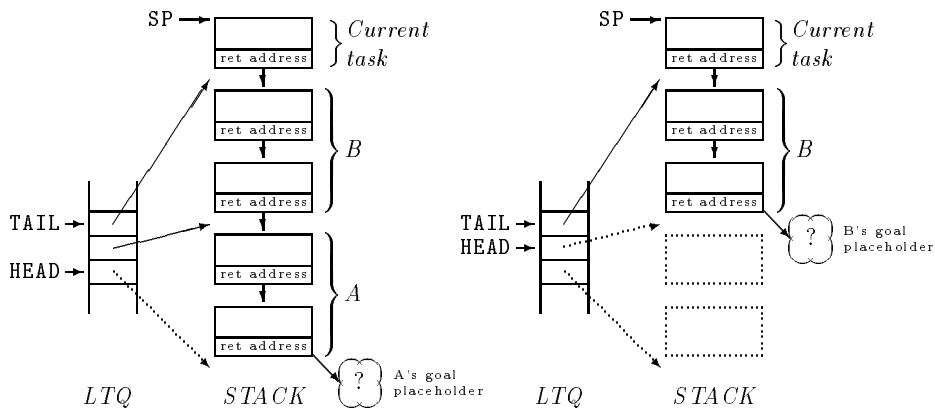 SP
Current
task
ret address
ret address
B
ret address
TAIL
HEAD
ret address
A
ret address
?
A's goal
placeholder
LTQ
STACK
SP
Current
task
ret address
ret address
B
ret address
TAIL
HEAD
?
B's goal
placeholder
LTQ
STACK